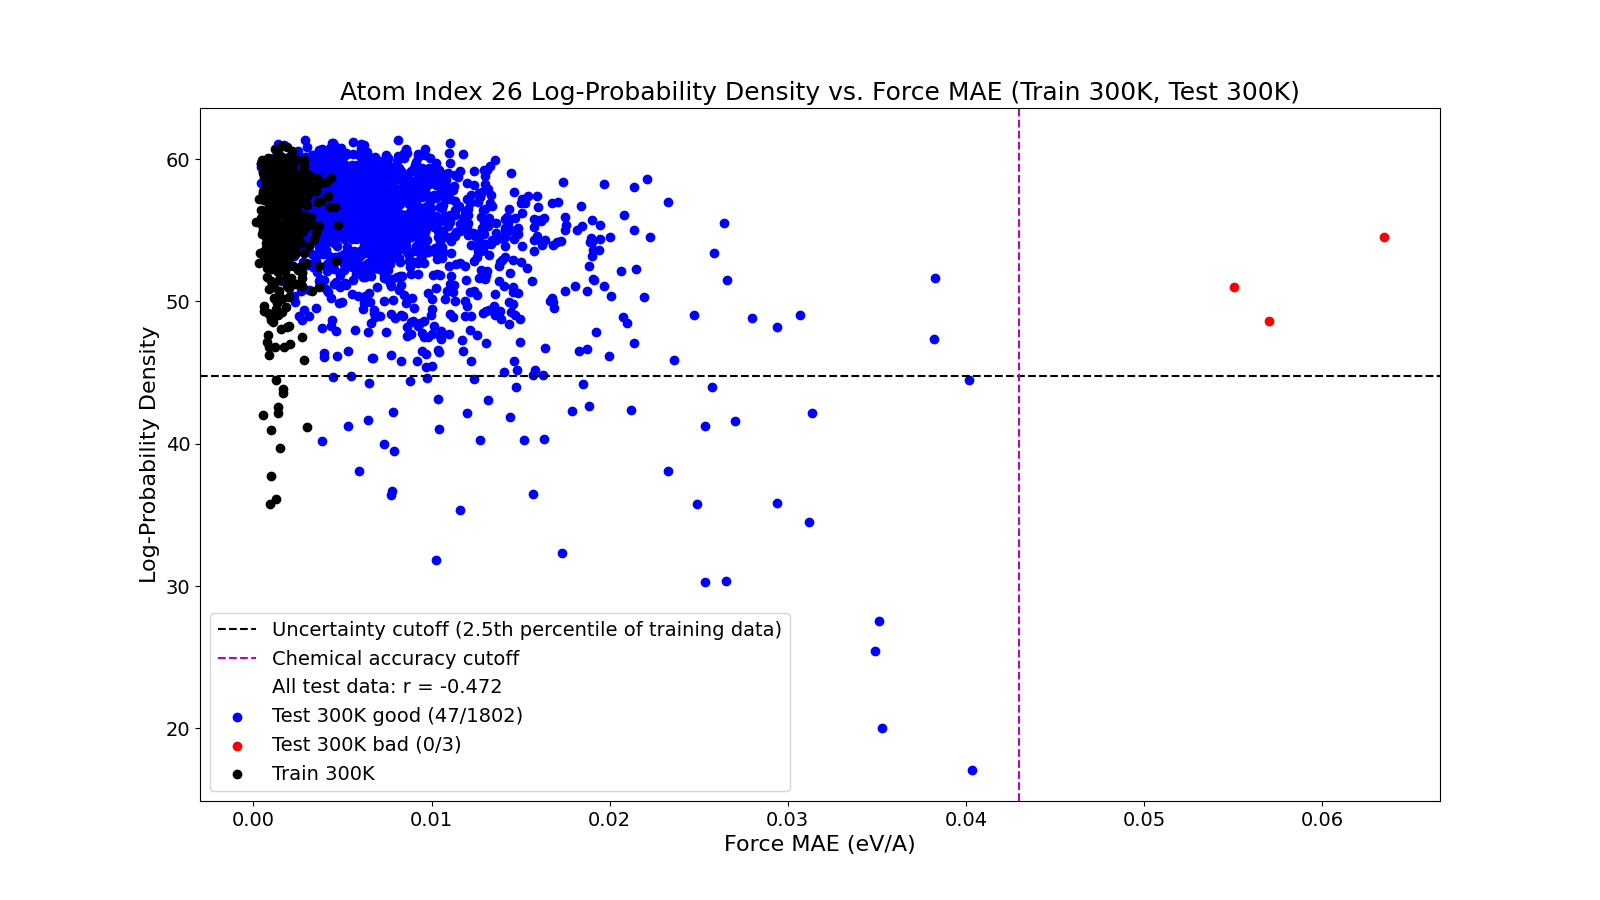 Atom Index 26 Log-Probability Density vs. Force MAE (Train 300K, Test 300K)
Log-Probability Density
60
50
40
30
20
Uncertainty cutoff (2.5th percentile of training data)
Chemical accuracy cutoff
All test data: r = -0.472
Test 300K good (47/1802)
Test 300K bad (0/3)
Train 300K
0.00 0.01 0.02 0.03 0.04 0.05 0.06
Force MAE (eV/A)